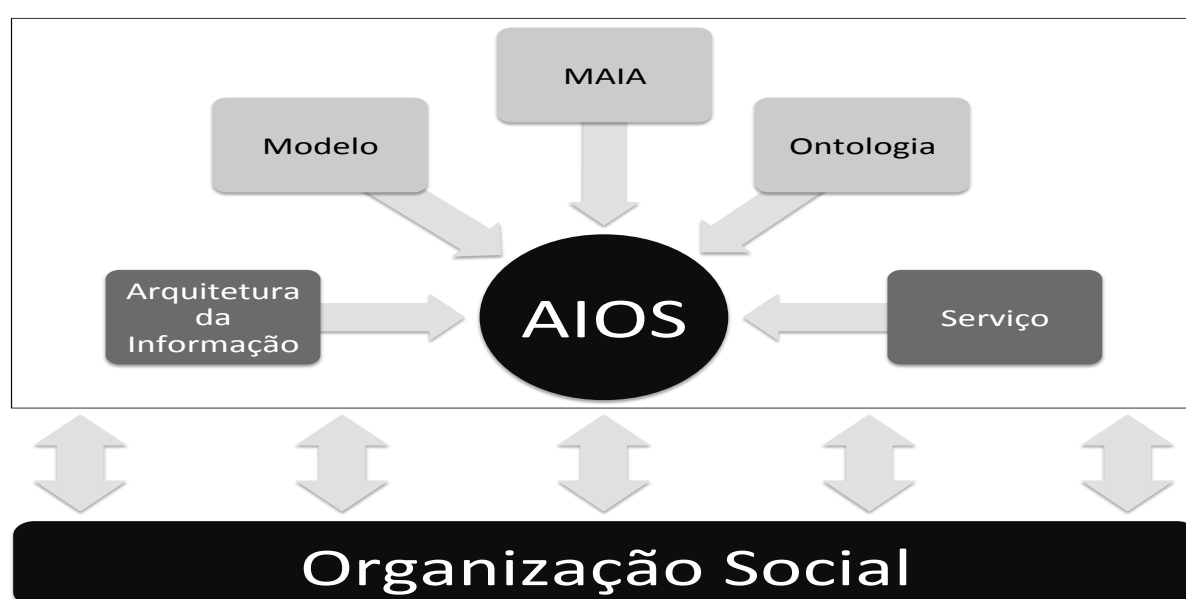 MAIA
Modelo
Ontologia
Arquitetura
da
Informação
AIOS
Serviço
Organização Social